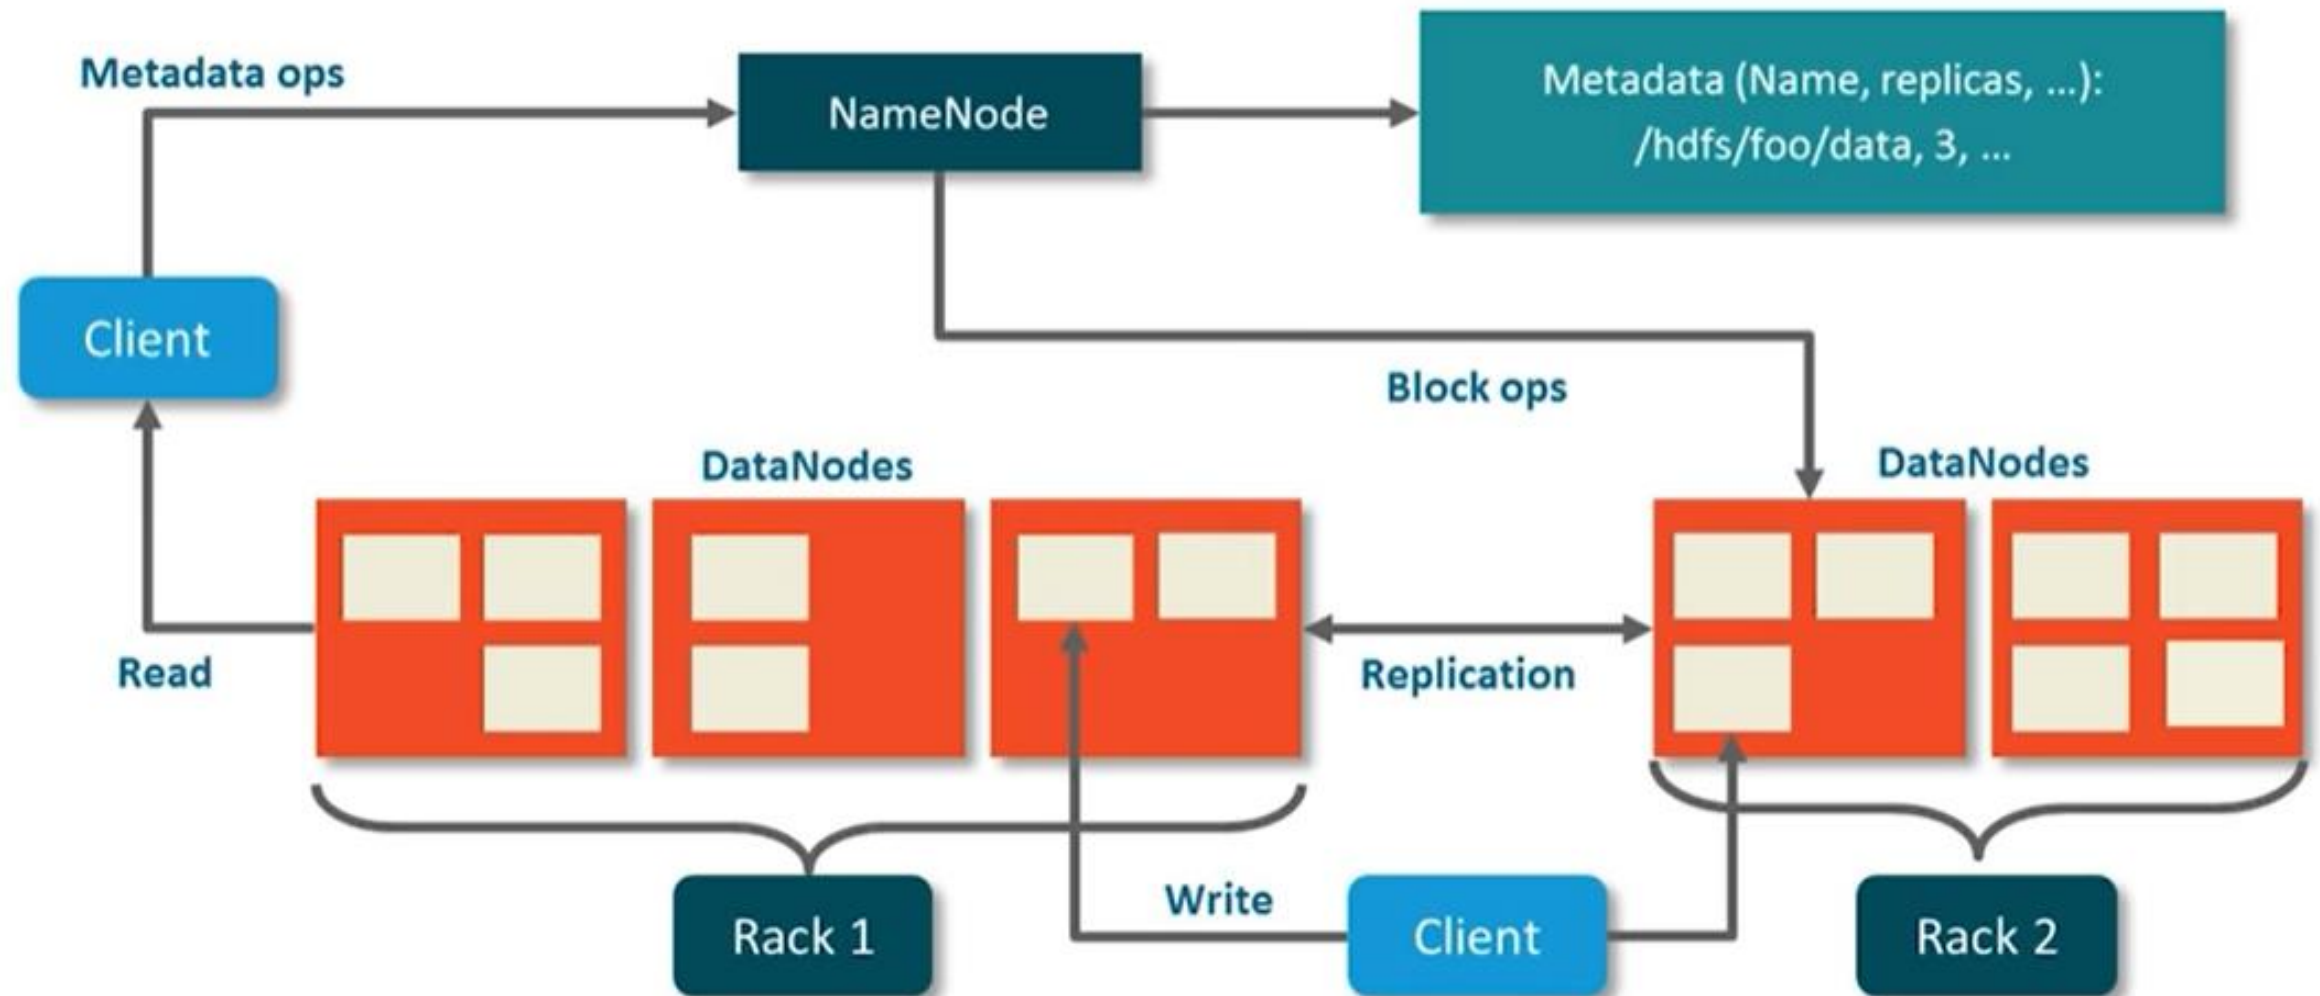 Metadata ops
NameNode
Metadata (Name, replicas, ...):
/hdfs/foo/data, 3, ...
Client
Block ops
DataNodes
DataNodes
Read
Replication
Write
Rack 1
Client
Rack 2